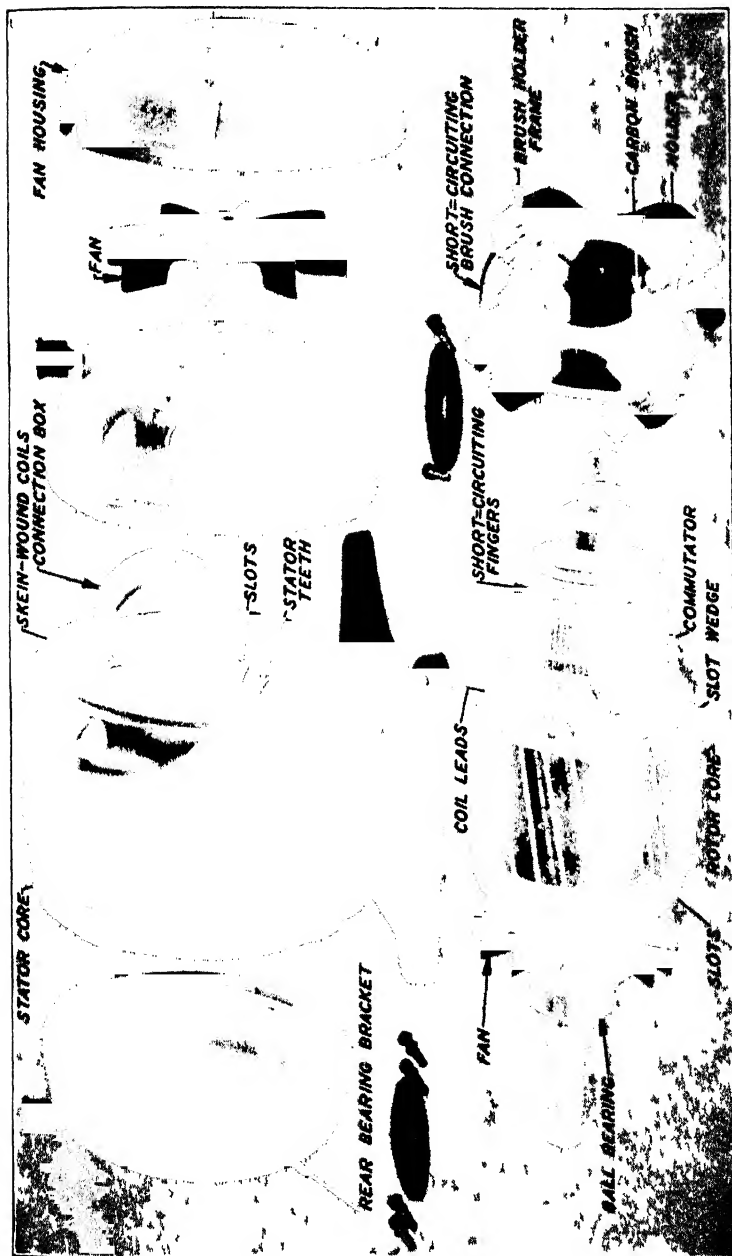 STATOR CORE
SKEIN-WOUND COILS
CONNECTION BOX
FAN
FAN HOUSING
SLOTS
STATOR
TEETH
REAR BEARING BRACKET
COIL LEADS
SHORT=CIRCUITING
FINGERS
SHORT=CIRCUITING
BRUSH CONNECTION
BRUSH HOLDER
FRAME
FAN
CARBON BRUSH
HOLDER
BALL BEARING
SLOTS
ROTOR CORE
SLOT WEDGE
COMMUTATOR